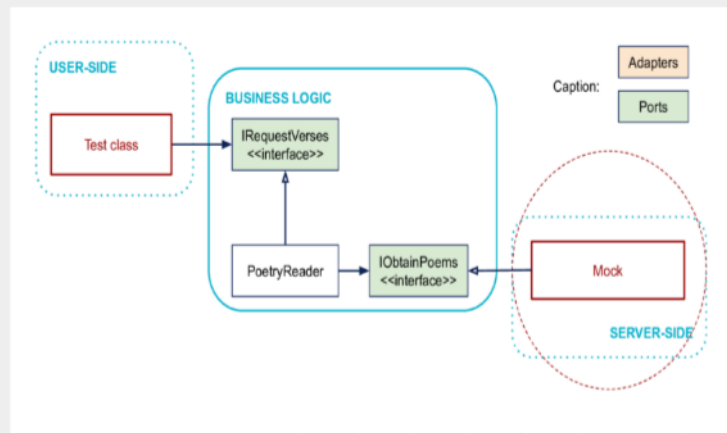 USER-SIDE
Test class
BUSINESS LOGIC
IRequestVerses
<<interface>>
PoetryReader
IObtainPoems
<<interface>>
Caption:
Adapters
Ports
Mock
SERVER-SIDE